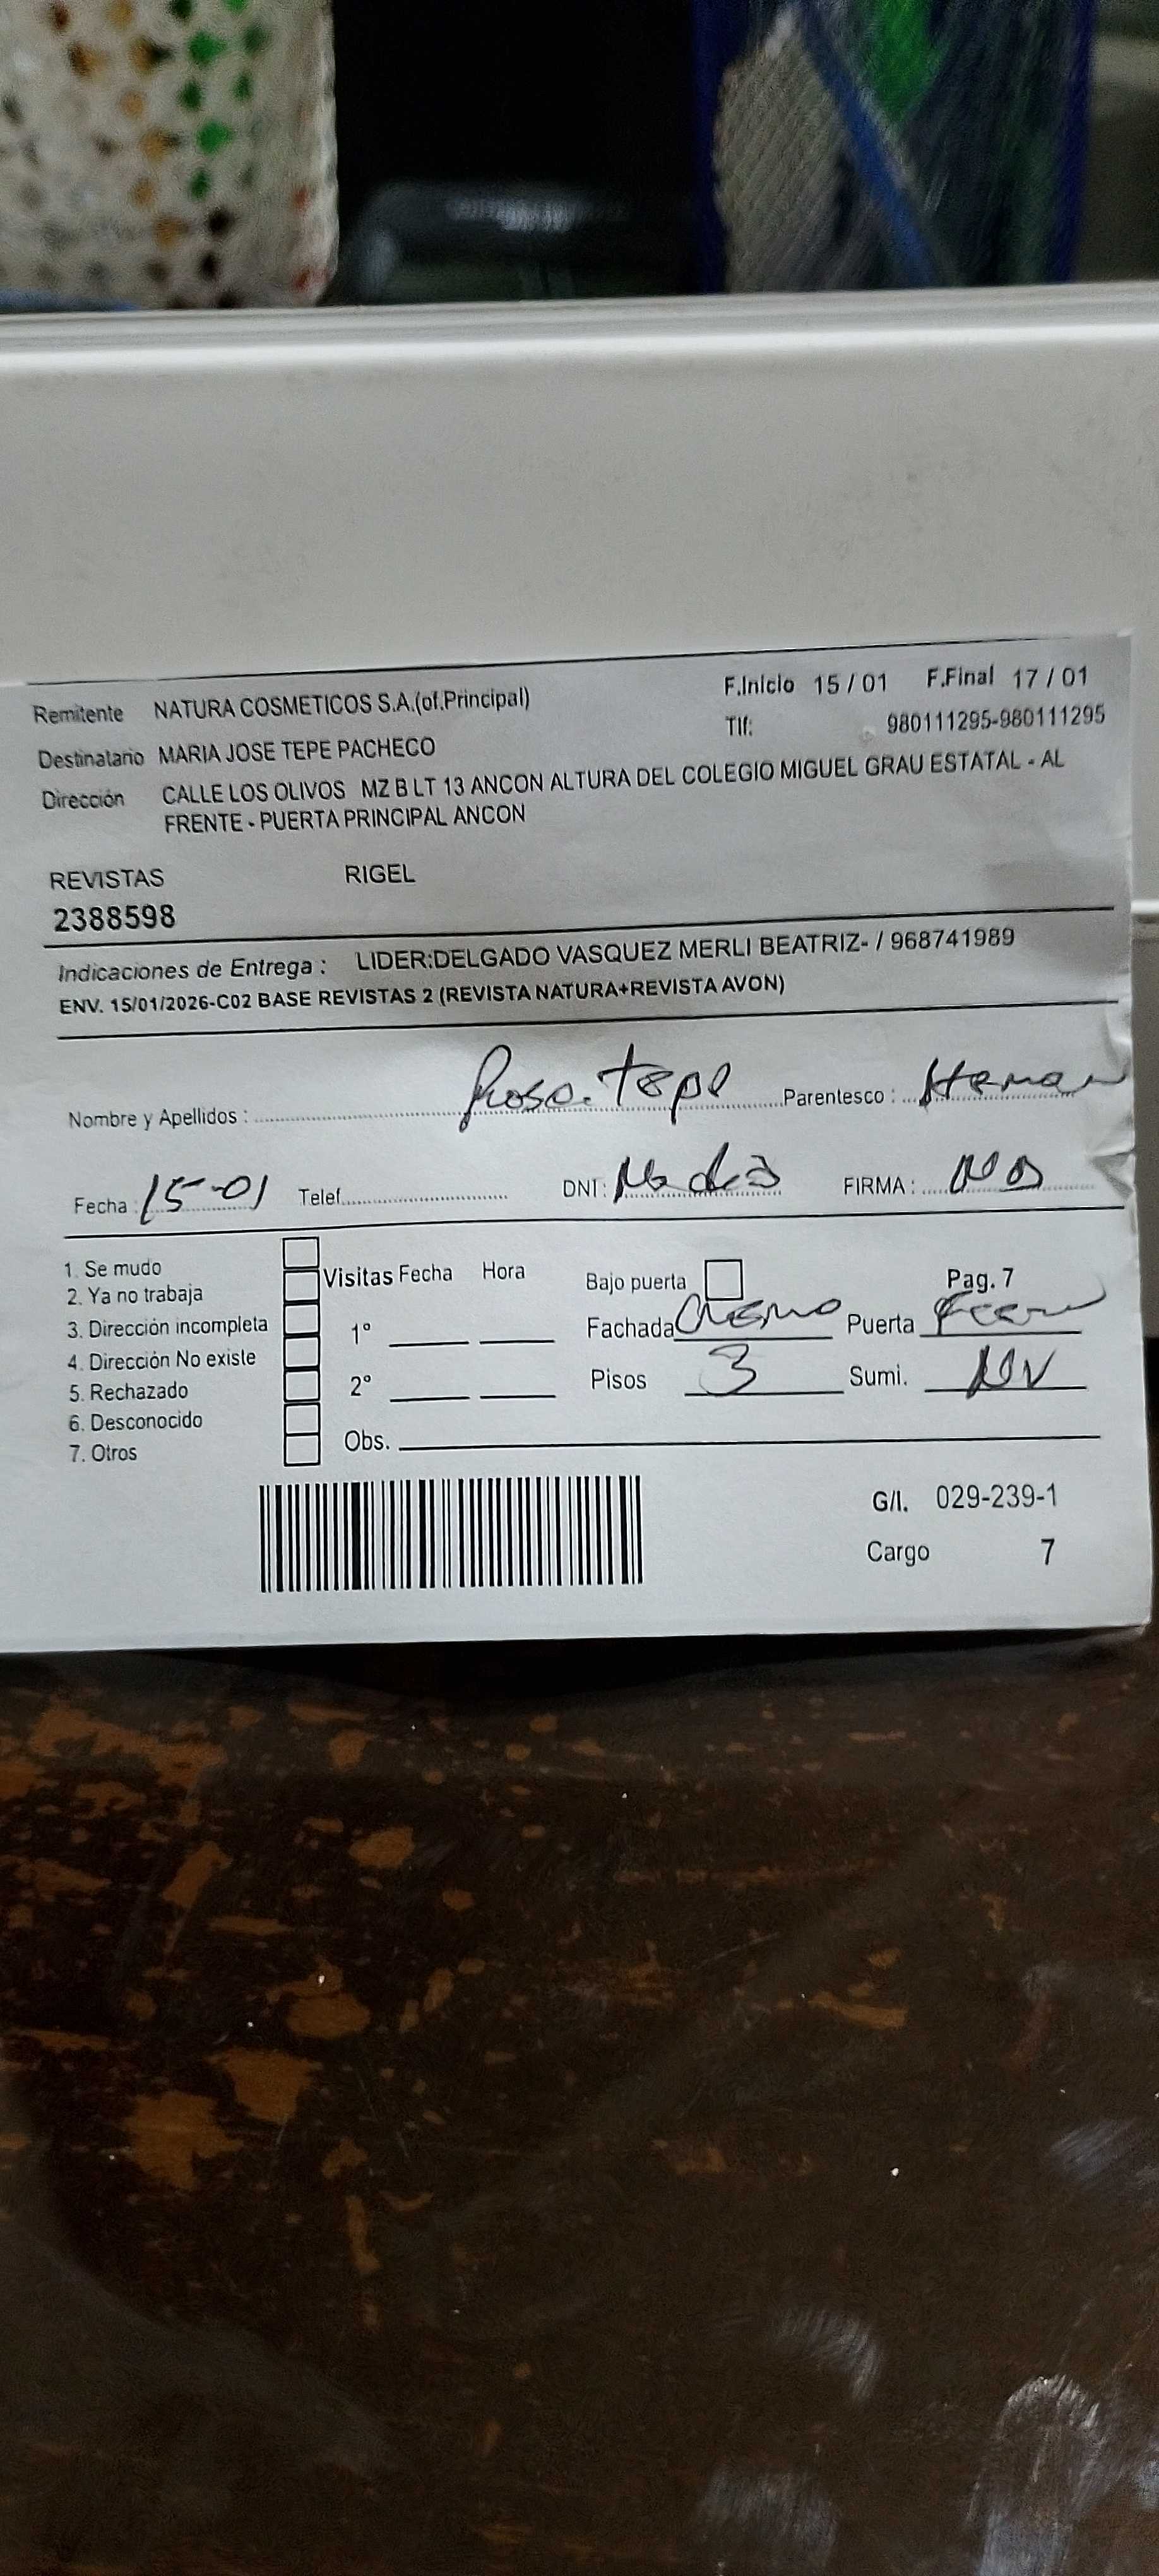 Remitente NATURA COSMETICOS S.A.(of.Principal) F.Inicio 15 / 01 F.Final 17 / 01
Tlf: 980111295-980111295
Destinatario MARIA JOSE TEPE PACHECO
Dirección CALLE LOS OLIVOS MZ B LT 13 ANCON ALTURA DEL COLEGIO MIGUEL GRAU ESTATAL - AL
FRENTE - PUERTA PRINCIPAL ANCON
REVISTAS RIGEL
2388598
Indicaciones de Entrega : LIDER:DELGADO VASQUEZ MERLI BEATRIZ- / 968741989
ENV. 15/01/2026-C02 BASE REVISTAS 2 (REVISTA NATURA+REVISTA AVON)
Nombre y Apellidos : Rosa. Tepe Parentesco :
Fecha : 15-01 Telef. DNI : FIRMA :
1. Se mudo
2. Ya no trabaja
3. Dirección incompleta
4. Dirección No existe
5. Rechazado
6. Desconocido
7. Otros
Visitas Fecha Hora
1º
2º
Obs.
Bajo puerta Pag. 7
Fachada Puerta
Pisos 3 Sumi.
G/I. 029-239-1
Cargo 7